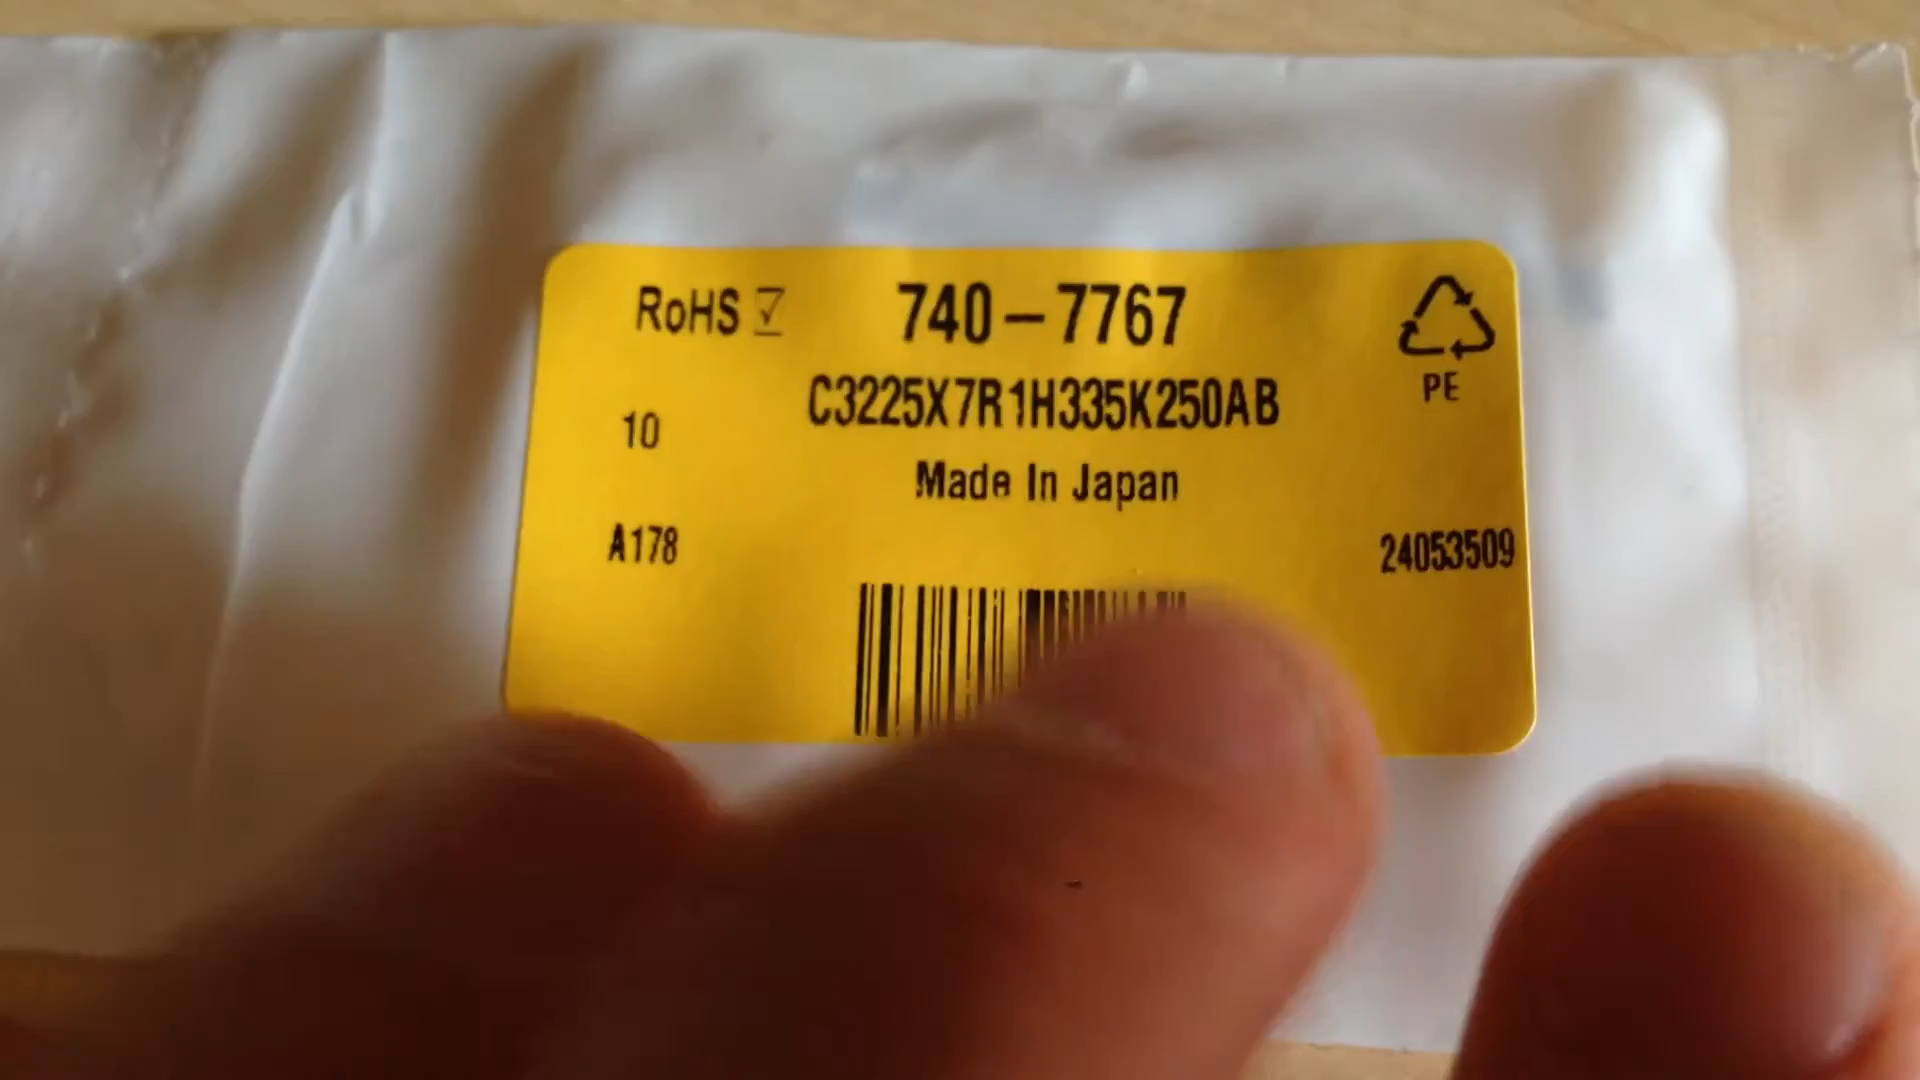 RoHS ☑ 740-7767
C3225X7R1H335K250AB
PE
10
Made In Japan
A178
24053509